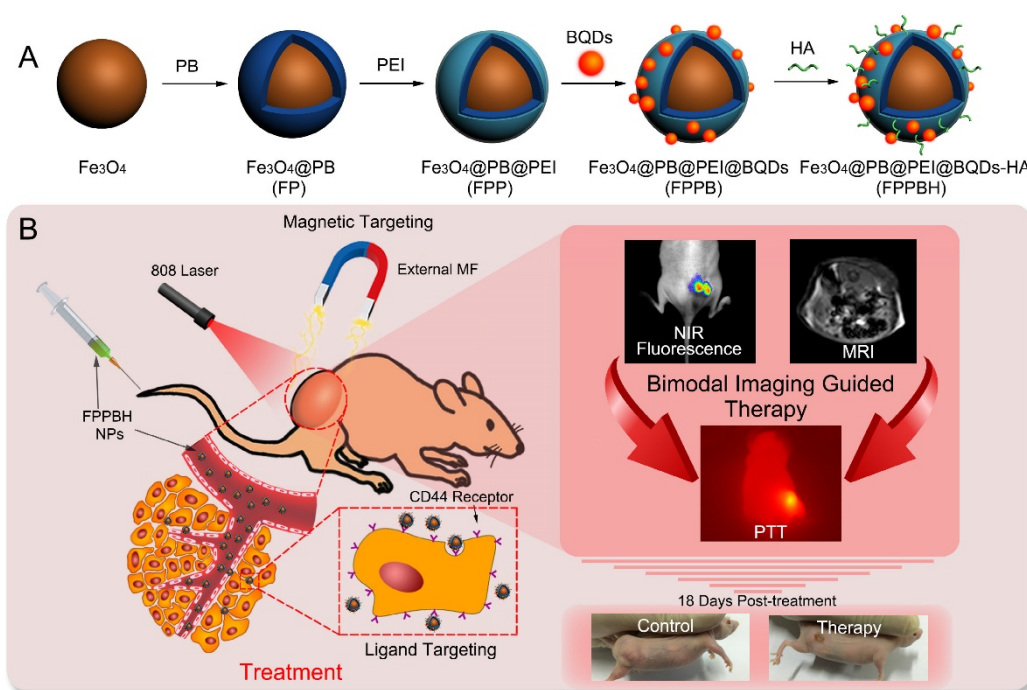 A
PB
PEI
BQDs
HA
Fe₃O₄
Fe₃O₄@PB
(FP)
Fe₃O₄@PB@PEI
(FPP)
Fe₃O₄@PB@PEI@BQDs
(FPPB)
Fe₃O₄@PB@PEI@BQDs-HA
(FPPBH)
B
Magnetic Targeting
808 Laser
External MF
FPPBH
NPs
CD44 Receptor
Ligand Targeting
Treatment
NIR
Fluorescence
MRI
Bimodal Imaging Guided
Therapy
PTT
18 Days Post-treatment
Control
Therapy